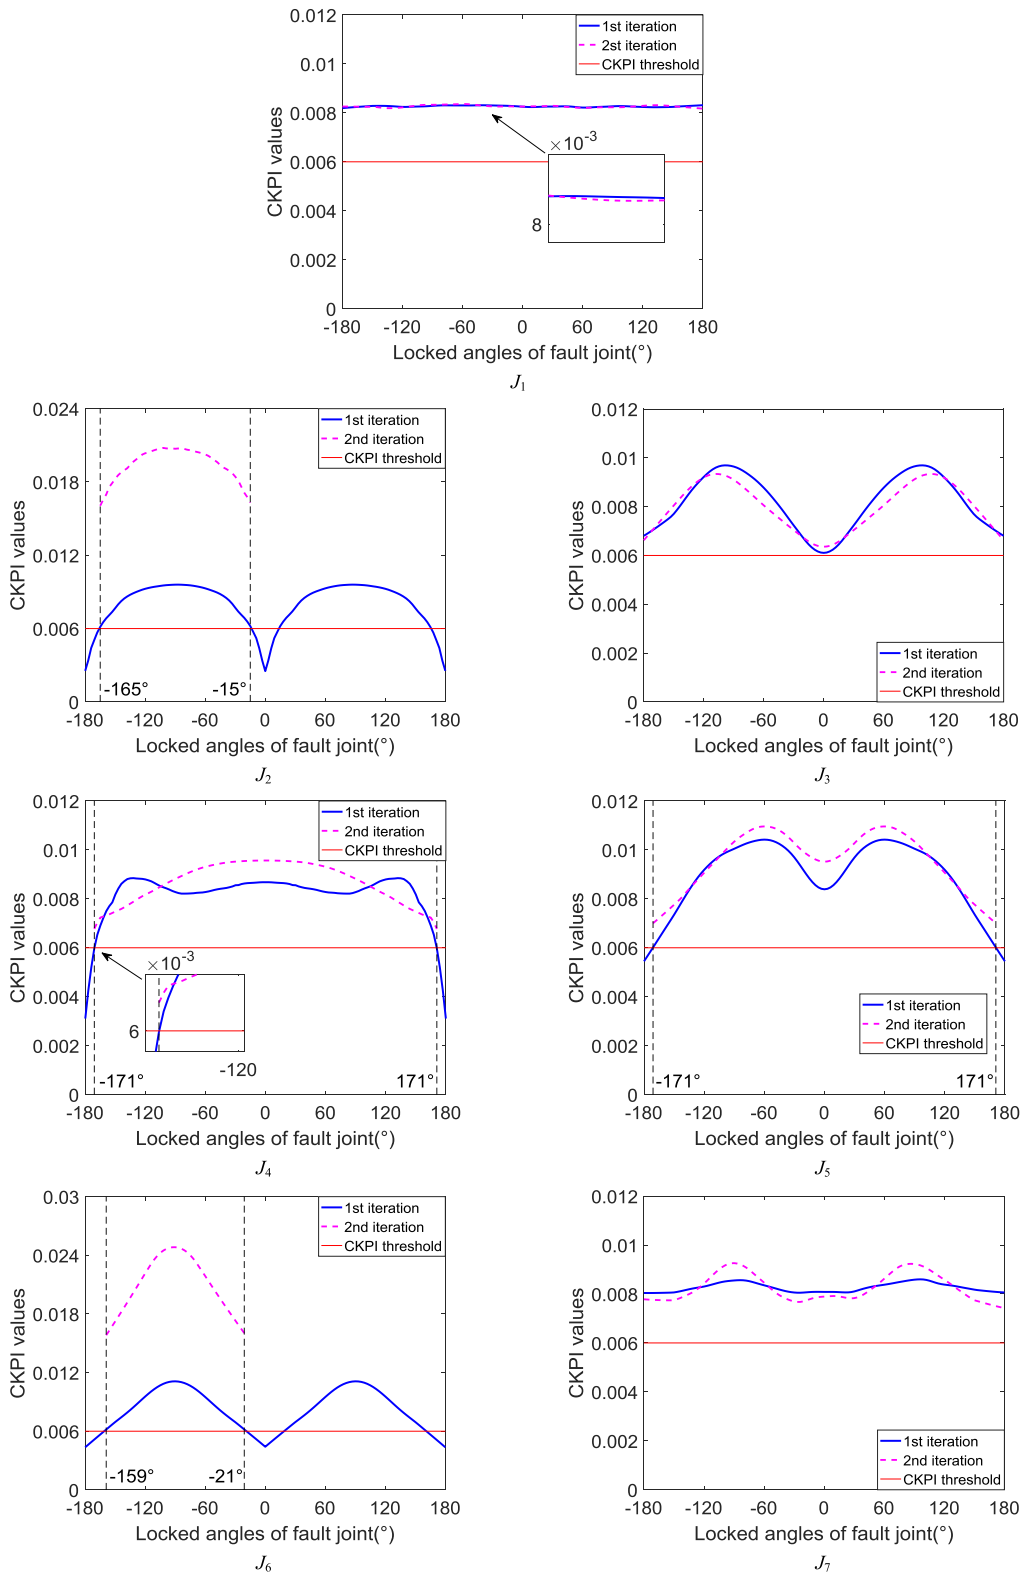 0.012
0.01
0.008
0.006
0.004
0.002
0
CKPI values
1st iteration
2st iteration
CKPI threshold
×10-3
8
-180 -120 -60 0 60 120 180
Locked angles of fault joint(°)
J1
0.024
0.018
0.012
0.006
0
CKPI values
1st iteration
2nd iteration
CKPI threshold
-165° -15°
-180 -120 -60 0 60 120 180
Locked angles of fault joint(°)
J2
0.012
0.01
0.008
0.006
0.004
0.002
0
CKPI values
1st iteration
2nd iteration
CKPI threshold
-180 -120 -60 0 60 120 180
Locked angles of fault joint(°)
J3
0.012
0.01
0.008
0.006
0.004
0.002
0
CKPI values
1st iteration
2nd iteration
CKPI threshold
×10-3
6
-120
-171° 171°
-180 -120 -60 0 60 120 180
Locked angles of fault joint(°)
J4
0.012
0.01
0.008
0.006
0.004
0.002
0
CKPI values
1st iteration
2nd iteration
CKPI threshold
-171° 171°
-180 -120 -60 0 60 120 180
Locked angles of fault joint(°)
J5
0.03
0.024
0.018
0.012
0.006
0
CKPI values
1st iteration
2nd iteration
CKPI threshold
-159° -21°
-180 -120 -60 0 60 120 180
Locked angles of fault joint(°)
J6
0.012
0.01
0.008
0.006
0.004
0.002
0
CKPI values
1st iteration
2nd iteration
CKPI threshold
-180 -120 -60 0 60 120 180
Locked angles of fault joint(°)
J7